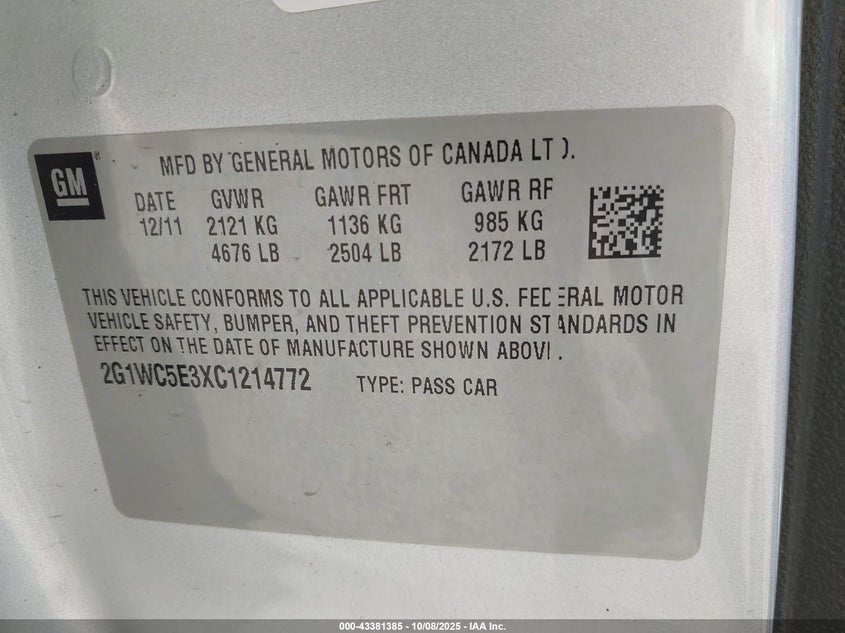 GM ®
MFD BY GENERAL MOTORS OF CANADA LTD.
DATE GVWR GAWR FRT GAWR RF
12/11 2121 KG 1136 KG 985 KG
4676 LB 2504 LB 2172 LB
THIS VEHICLE CONFORMS TO ALL APPLICABLE U.S. FEDERAL MOTOR
VEHICLE SAFETY, BUMPER, AND THEFT PREVENTION STANDARDS IN
EFFECT ON THE DATE OF MANUFACTURE SHOWN ABOVE.
2G1WC5E3XC1214772 TYPE: PASS CAR
000-43381385 - 10/08/2025 - IAA Inc.